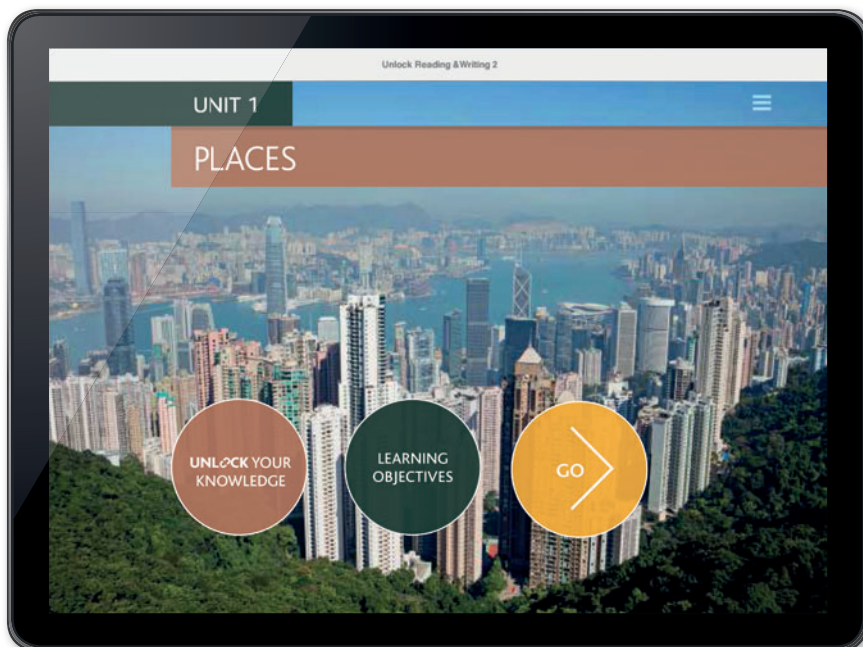 Unlock Reading &Writing 2
UNIT 1
PLACES
UNLOCK YOUR
KNOWLEDGE
LEARNING
OBJECTIVES
GO